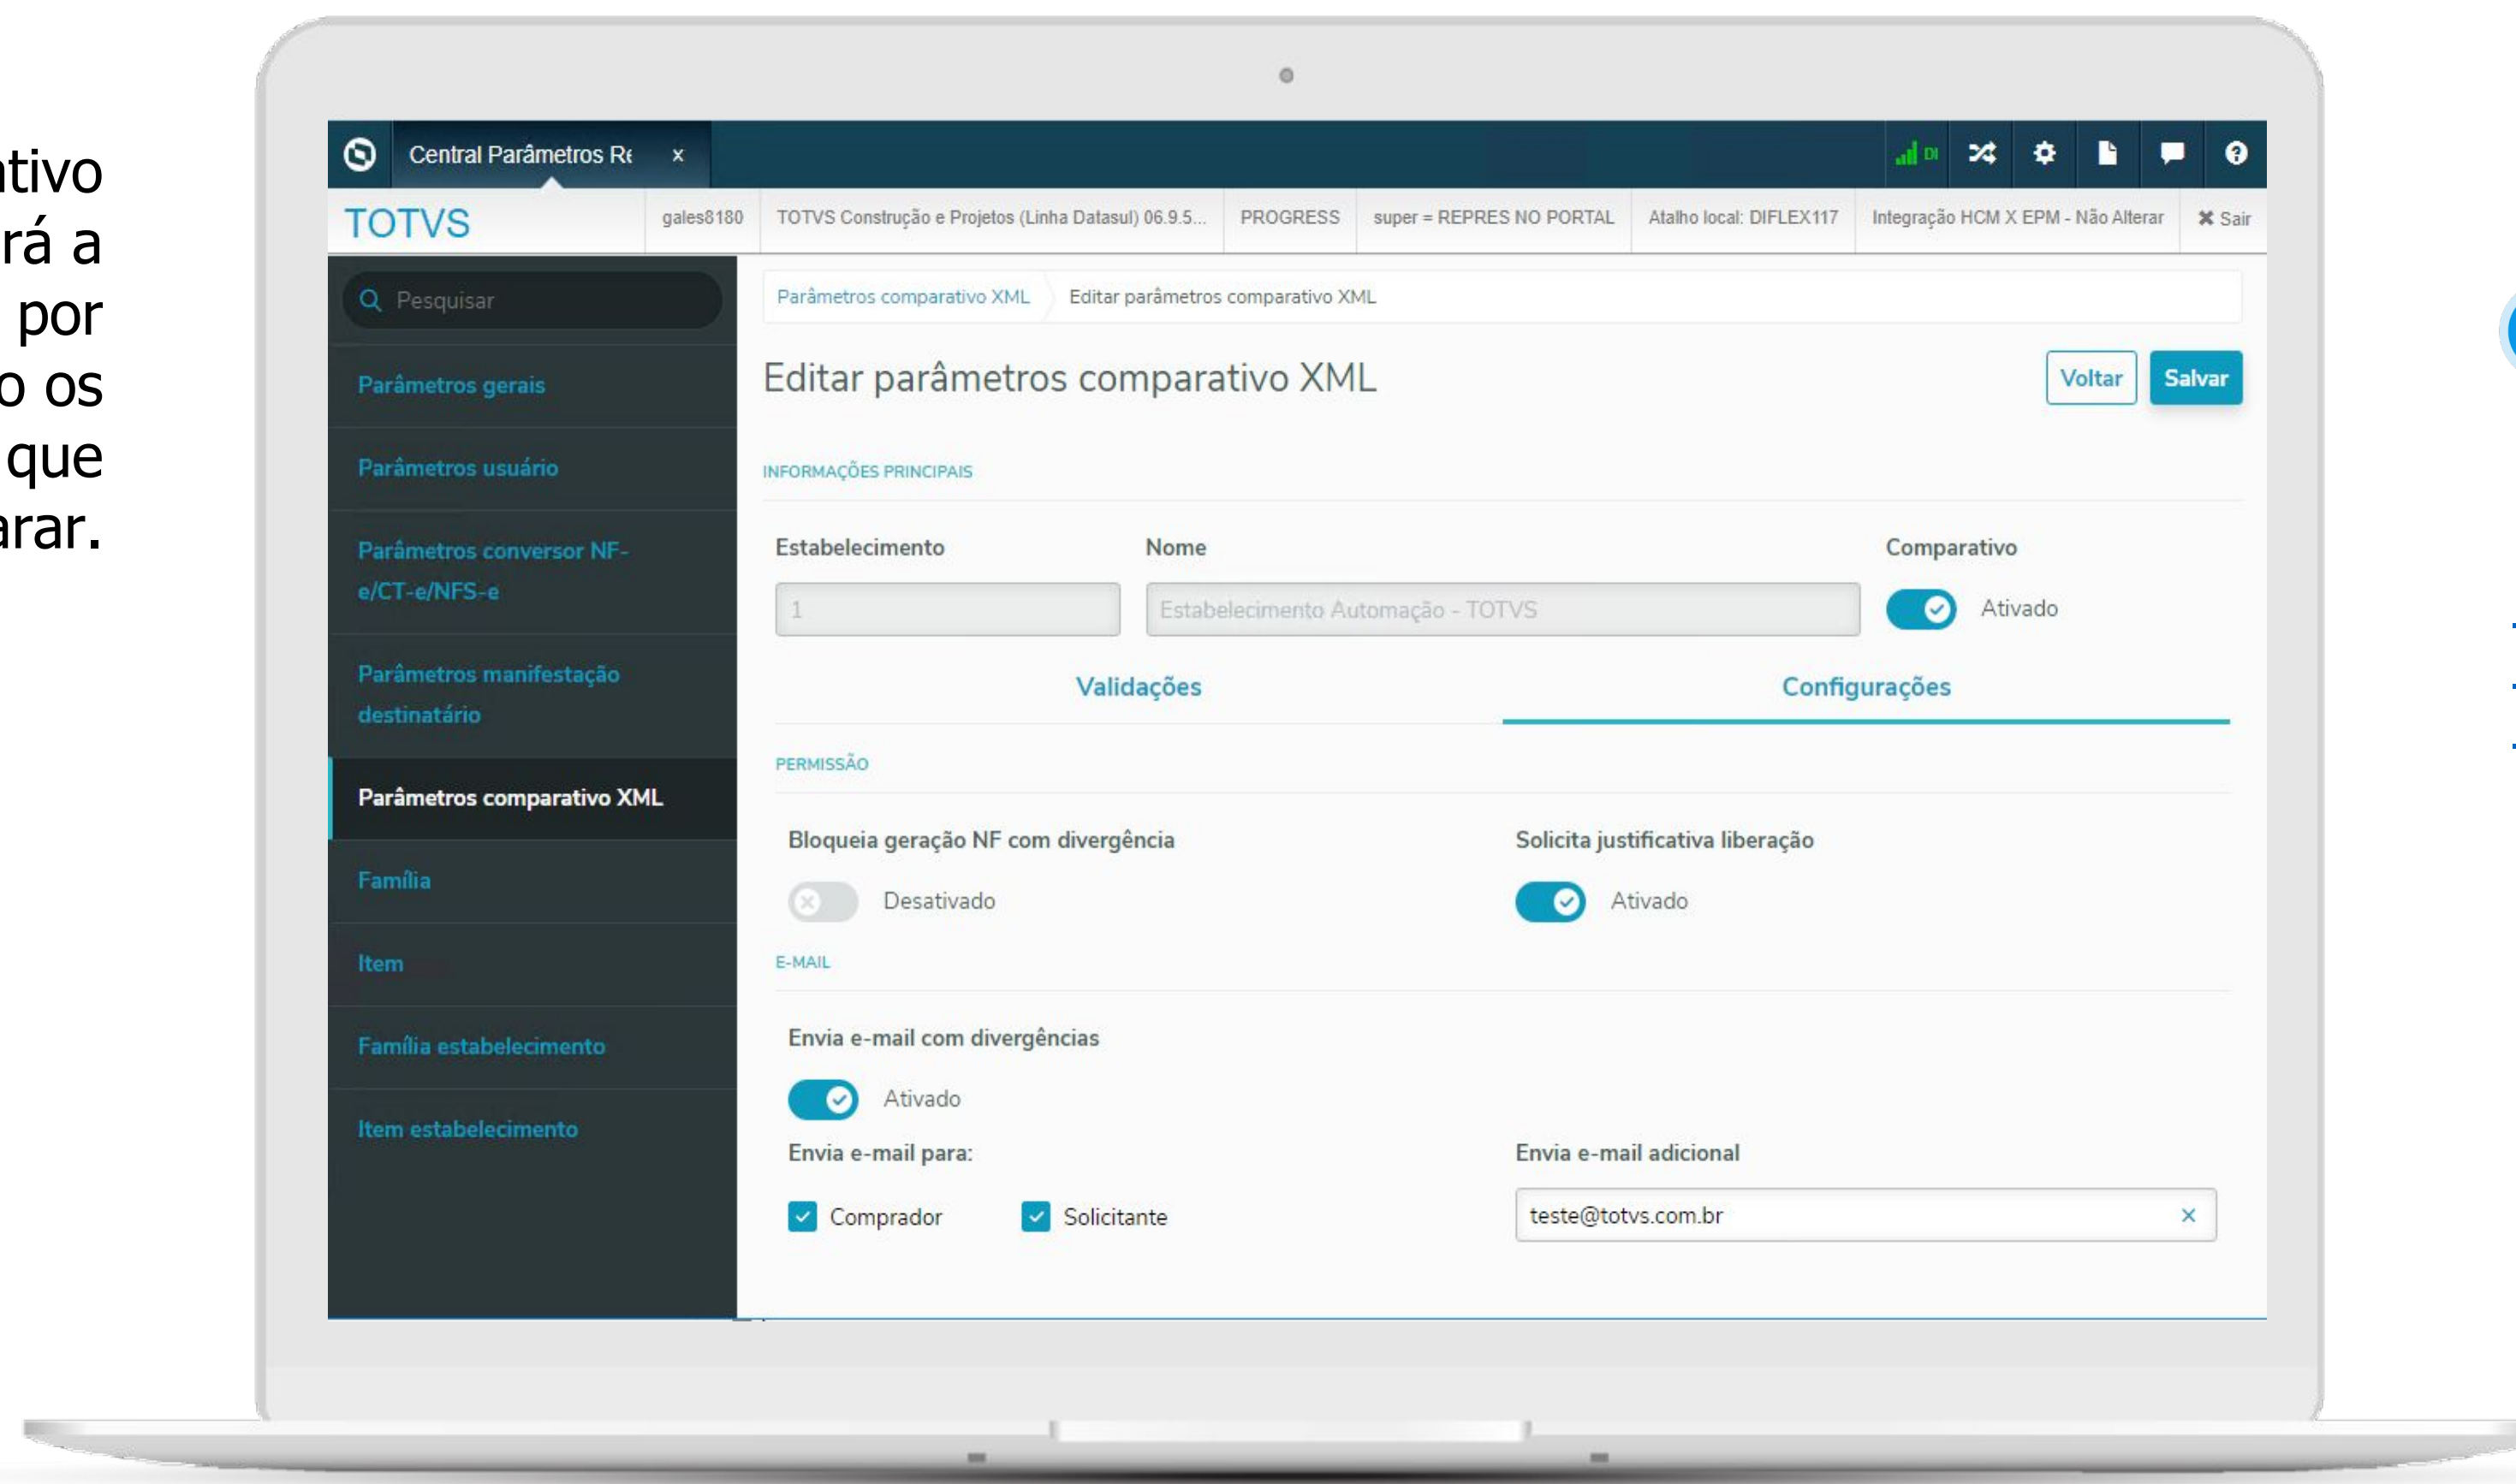 por
os
que
Central Parâmetros
x
DI
TOTVS
gales8180
TOTVS Construção e Projetos (Linha Datasul) 06.9.5...
PROGRESS
super = REPRES NO PORTAL
Atalho local: DIFLEX117
Integração HCM X EPM - Não Alterar
Sair
Pesquisar
Parâmetros gerais
Parâmetros usuário
Parâmetros conversor NF-
e/CT-e/NFS-e
Parâmetros manifestação
destinatário
Parâmetros comparativo XML
Família
Item
Família estabelecimento
Item estabelecimento
Parâmetros comparativo XML
Editar parâmetros comparativo XML
Editar parâmetros comparativo XML
Voltar
Salvar
INFORMAÇÕES PRINCIPAIS
Estabelecimento
Nome
Comparativo
1
Estabelecimento Automação - TOTVS
Ativado
Validações
Configurações
PERMISSÃO
Bloqueia geração NF com divergência
Solicita justificativa liberação
Desativado
Ativado
E-MAIL
Envia e-mail com divergências
Ativado
Envia e-mail para:
Envia e-mail adicional
Comprador
Solicitante
teste@totvs.com.br